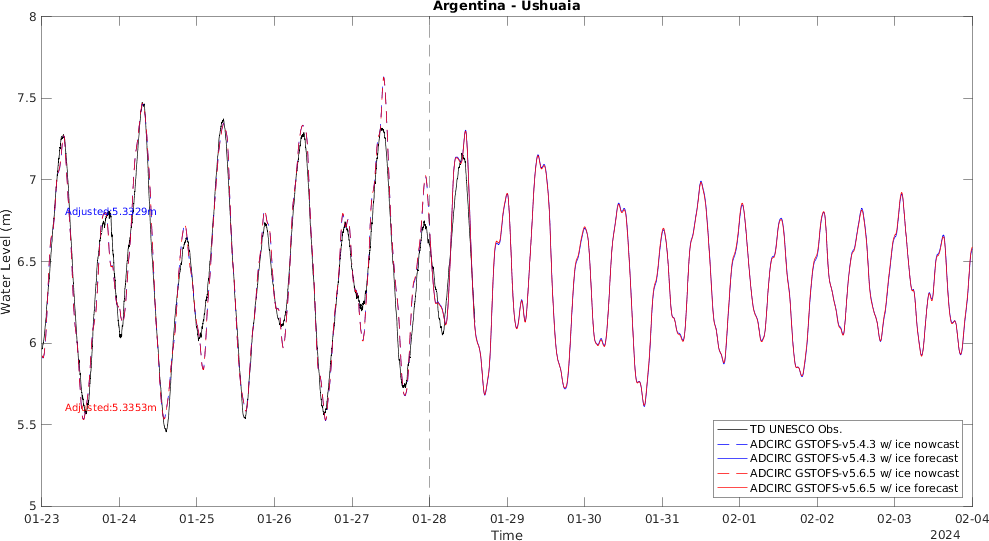 Argentina - Ushuaia
Water Level (m)
8
7.5
7
6.5
6
5.5
5
Adjusted:5.3329m
Adjusted:5.3353m
TD UNESCO Obs.
ADCIRC GSTOFS-v5.4.3 w/ ice nowcast
ADCIRC GSTOFS-v5.4.3 w/ ice forecast
ADCIRC GSTOFS-v5.6.5 w/ ice nowcast
ADCIRC GSTOFS-v5.6.5 w/ ice forecast
01-23 01-24 01-25 01-26 01-27 01-28 01-29 01-30 01-31 02-01 02-02 02-03 02-04
Time
2024